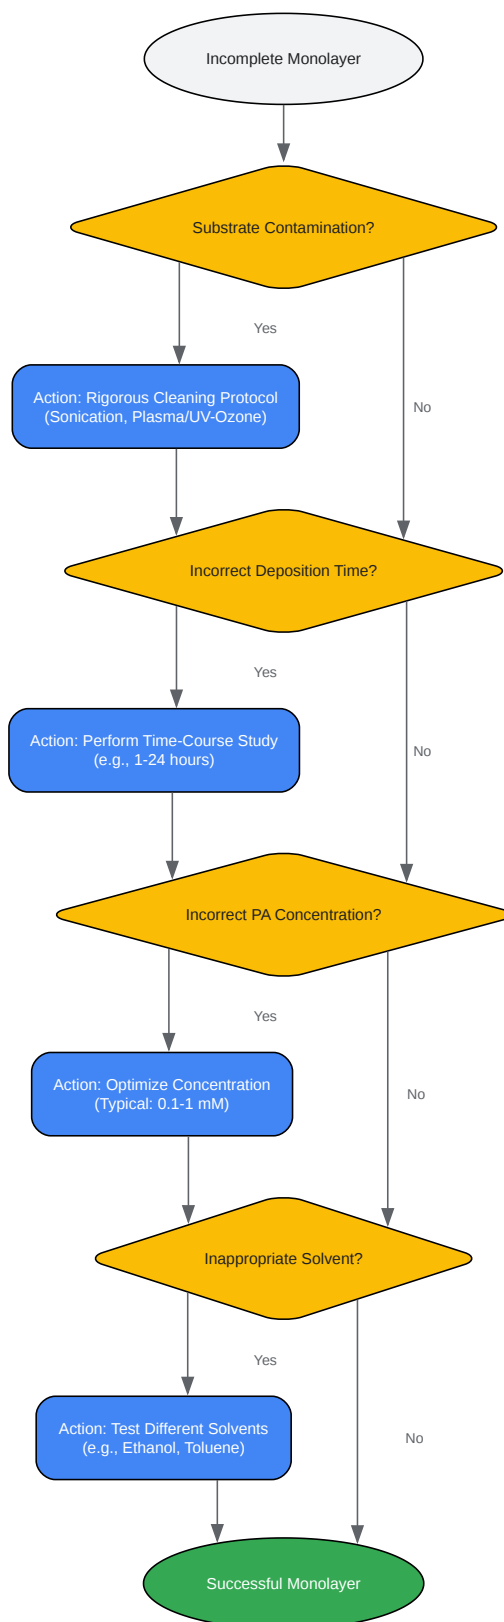 Incomplete Monolayer
Substrate Contamination?
Yes
Action: Rigorous Cleaning Protocol
(Sonication, Plasma/UV-Ozone)
No
Incorrect Deposition Time?
Yes
Action: Perform Time-Course Study
(e.g., 1-24 hours)
No
Incorrect PA Concentration?
Yes
Action: Optimize Concentration
(Typical: 0.1-1 mM)
No
Inappropriate Solvent?
Yes
Action: Test Different Solvents
(e.g., Ethanol, Toluene)
No
Successful Monolayer